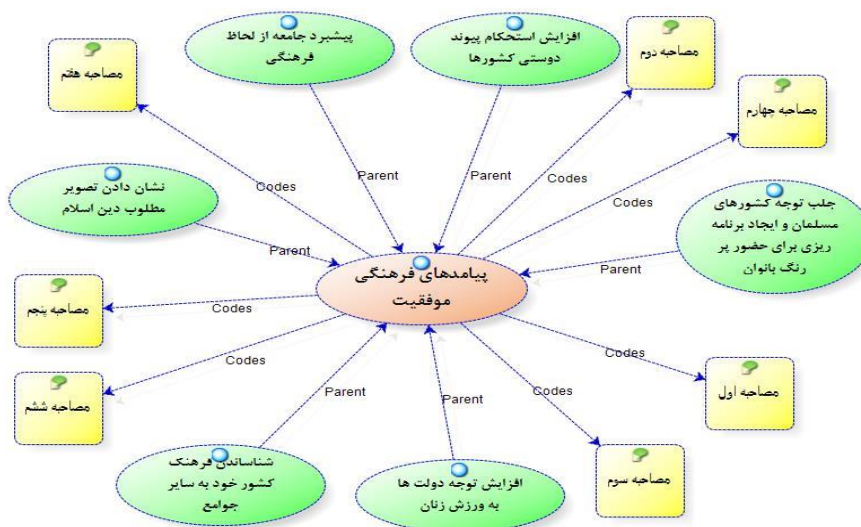 پیشبرد جامعه از لحاظ
فرهنگی
افزایش استحکام پیوند
دوستی کشورها
مصاحبه دوم
مصاحبه هفتم
مصاحبه چهارم
Parent
Parent
Codes
Codes
Codes
نشان دادن تصویر
مطلوب دین اسلام
Parent
جلب توجه کشورهای
مسلمان و ایجاد برنامه
ریزی برای حضور پر
رنگ بانوان
Parent
پیامدهای فرهنگی
موفقیت
مصاحبه پنجم
Codes
Codes
Codes
مصاحبه اول
مصاحبه ششم
Parent
Parent
Codes
شناساندن فرهنک
کشور خود به سایر
جوامع
افزایش توجه دولت ها
به ورزش زنان
مصاحبه سوم